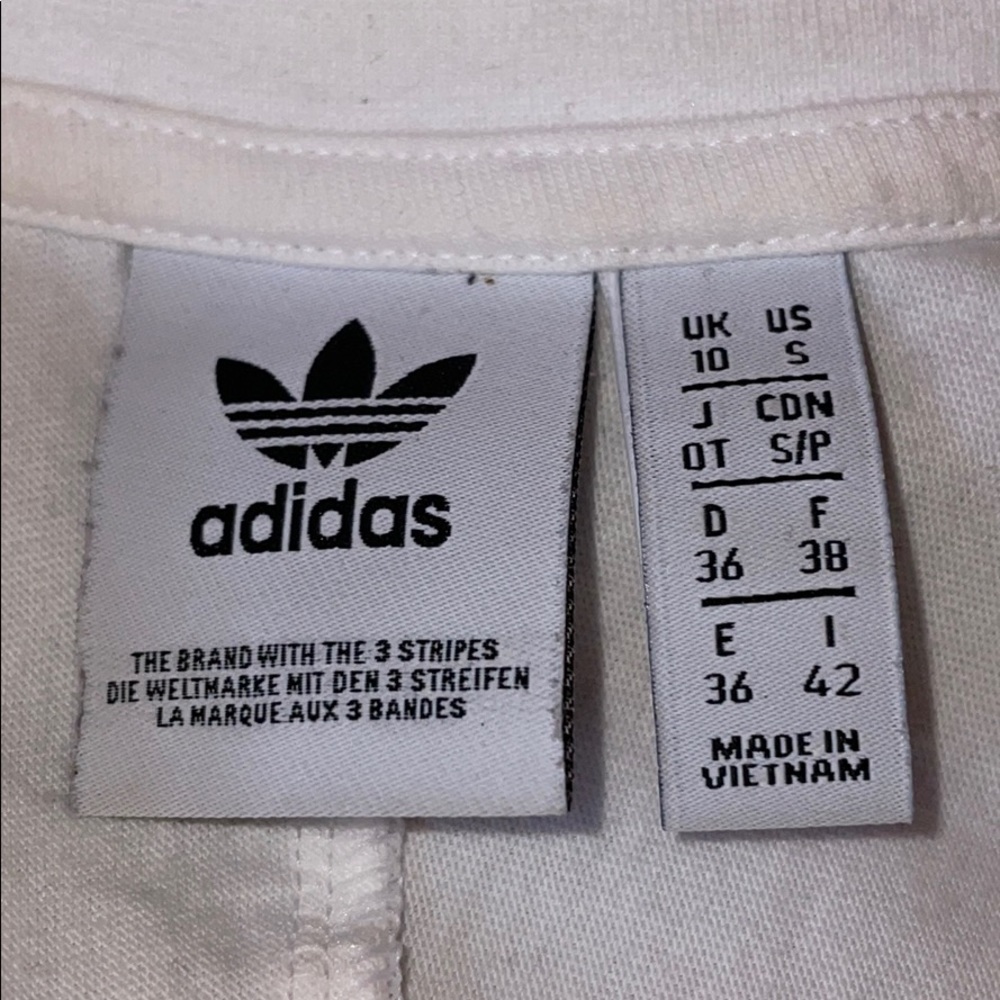 adidas
THE BRAND WITH THE 3 STRIPES
DIE WELTMARKE MIT DEN 3 STREIFEN
LA MARQUE AUX 3 BANDES
UK US
10 S
J CDN
OT S/P
D F
36 38
E I
36 42
MADE IN
VIETNAM